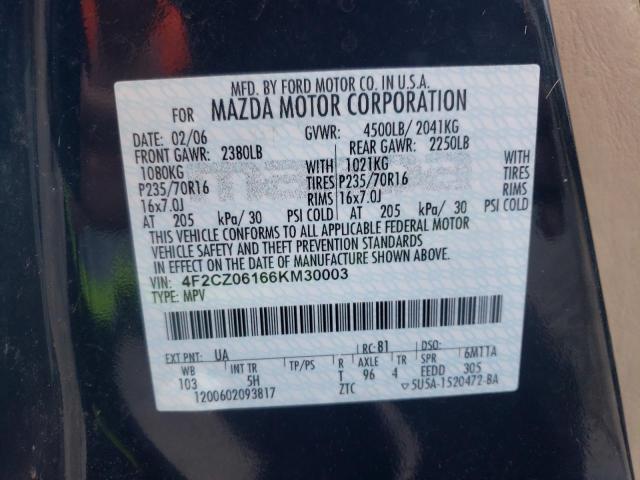 MFD. BY FORD MOTOR CO. IN U.S.A.
FOR MAZDA MOTOR CORPORATION
DATE: 02/06 GVWR: 4500LB/ 2041KG
FRONT GAWR: 2380LB REAR GAWR: 2250LB
1080KG WITH 1021KG WITH
P235/70R16 TIRES P235/70R16 TIRES
16x7.0J RIMS 16x7.0J RIMS
AT 205 kPa/ 30 PSI COLD AT 205 kPa/ 30 PSI COLD
THIS VEHICLE CONFORMS TO ALL APPLICABLE FEDERAL MOTOR
VEHICLE SAFETY AND THEFT PREVENTION STANDARDS
IN EFFECT ON THE DATE OF MANUFACTURE SHOWN ABOVE.
VIN: 4F2CZ06166KM30003
TYPE: MPV
EXT PNT: UA RC: B1 DSO:
WB INT TR TP/PS R AXLE TR SPR 6MTTA
103 5H T 96 4 EEDD 305
1200602093817 ZTC 5U5A-1520472-BA